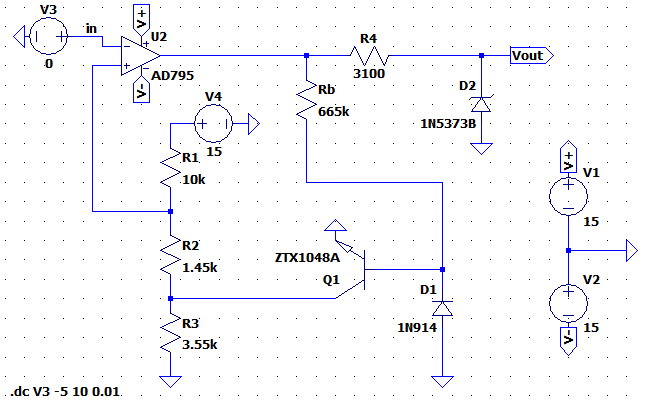 V3
in
0
V+
U2
AD795
V-
V4
15
R1
10k
R2
1.45k
R3
3.55k
R4
3100
Rb
665k
Vout
D2
1N5373B
ZTX1048A
Q1
D1
1N914
V+
V1
15
V2
15
V-
.dc V3 -5 10 0.01